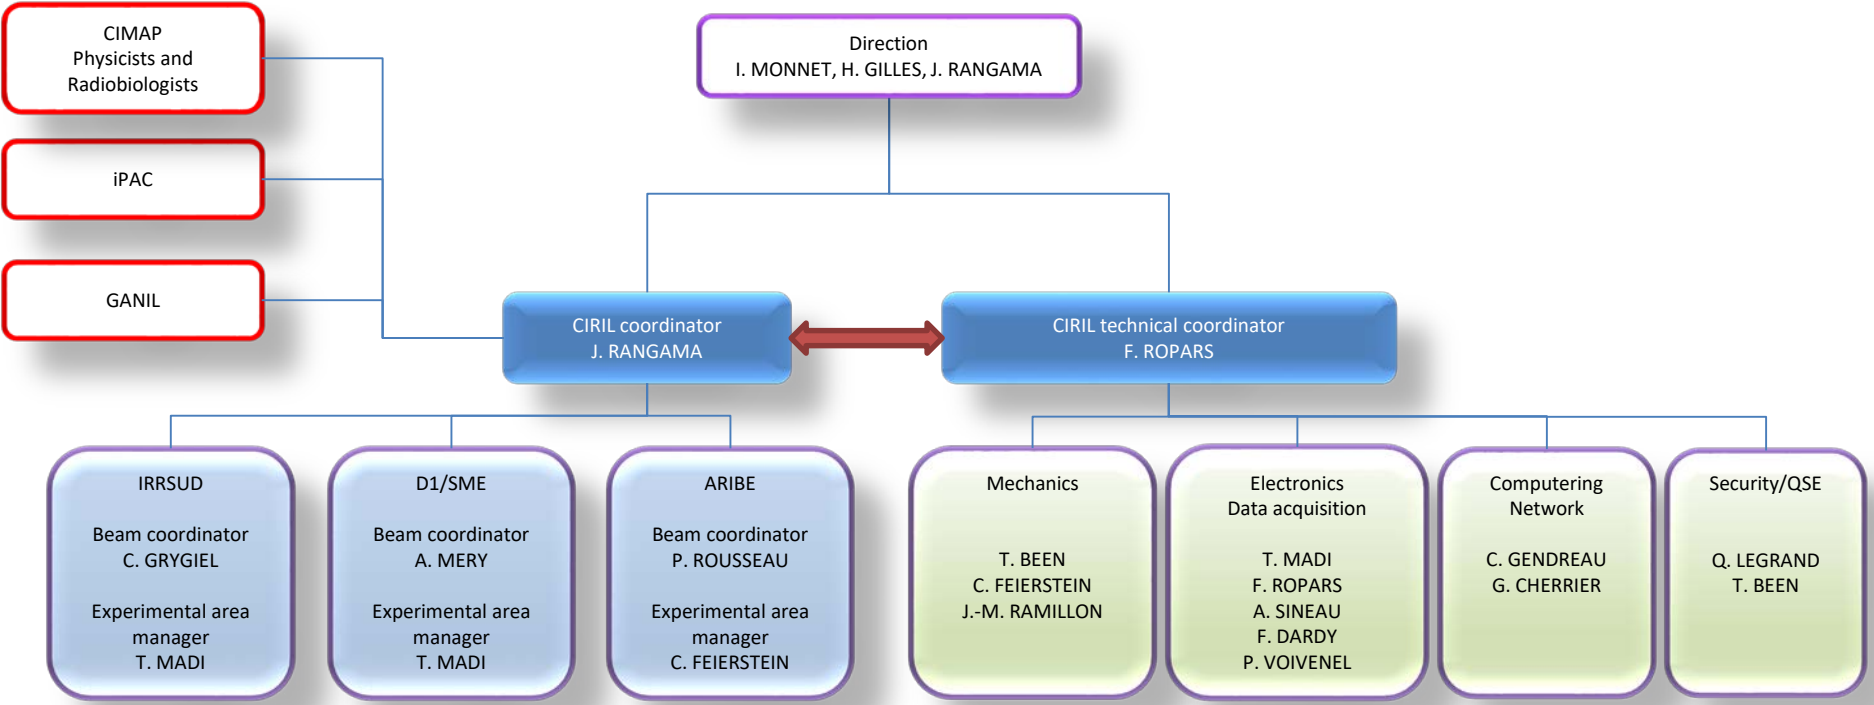 CIMAP
Physicists and
Radiobiologists
iPAC
GANIL
Direction
I. MONNET, H. GILLES, J. RANGAMA
CIRIL coordinator
J. RANGAMA
CIRIL technical coordinator
F. ROPARS
IRRSUD
Beam coordinator
C. GRYGIEL
Experimental area
manager
T. MADI
D1/SME
Beam coordinator
A. MERY
Experimental area
manager
T. MADI
ARIBE
Beam coordinator
P. ROUSSEAU
Experimental area
manager
C. FEIERSTEIN
Mechanics
T. BEEN
C. FEIERSTEIN
J.-M. RAMILLON
Electronics
Data acquisition
T. MADI
F. ROPARS
A. SINEAU
F. DARDY
P. VOIVENEL
Computering
Network
C. GENDREAU
G. CHERRIER
Security/QSE
Q. LEGRAND
T. BEEN